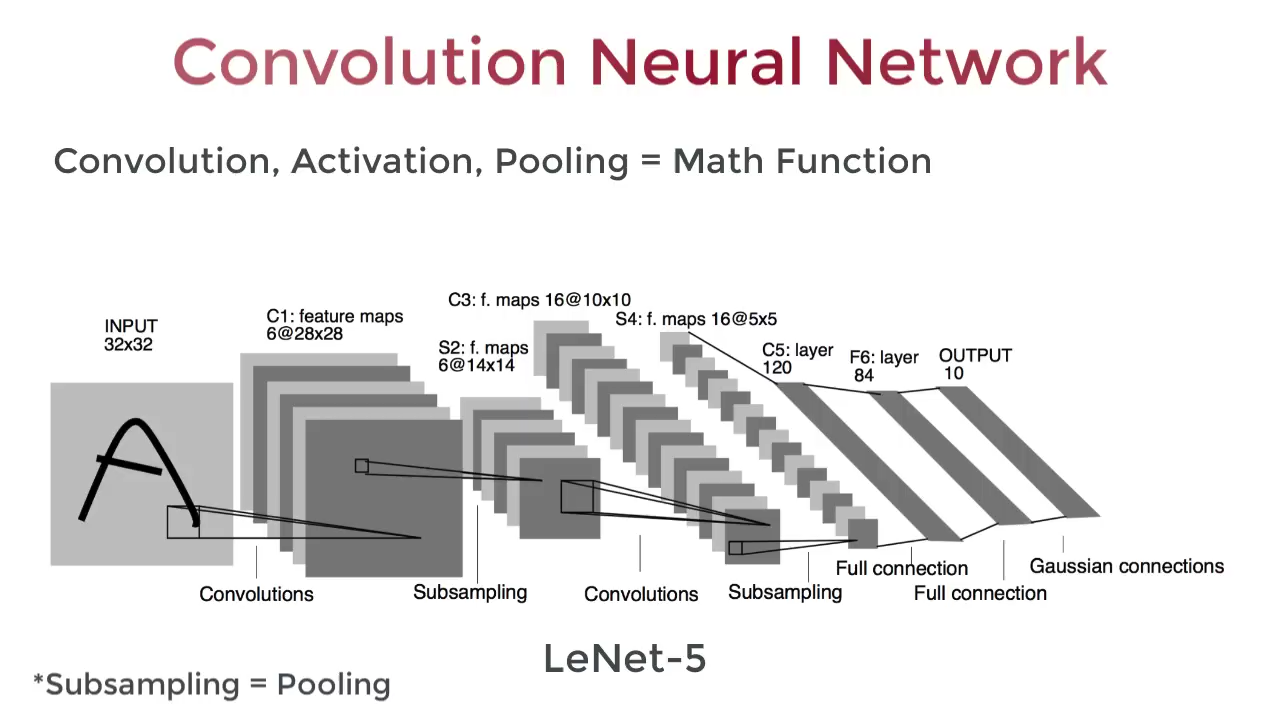 Convolution Neural Network
Convolution, Activation, Pooling = Math Function
INPUT
32x32
C1: feature maps
6@28x28
S2: f. maps
6@14x14
C3: f. maps 16@10x10
S4: f. maps 16@5x5
C5: layer
120
F6: layer
84
OUTPUT
10
A
Convolutions
Subsampling
Convolutions
Subsampling
Full connection
Full connection
Gaussian connections
LeNet-5
*Subsampling = Pooling